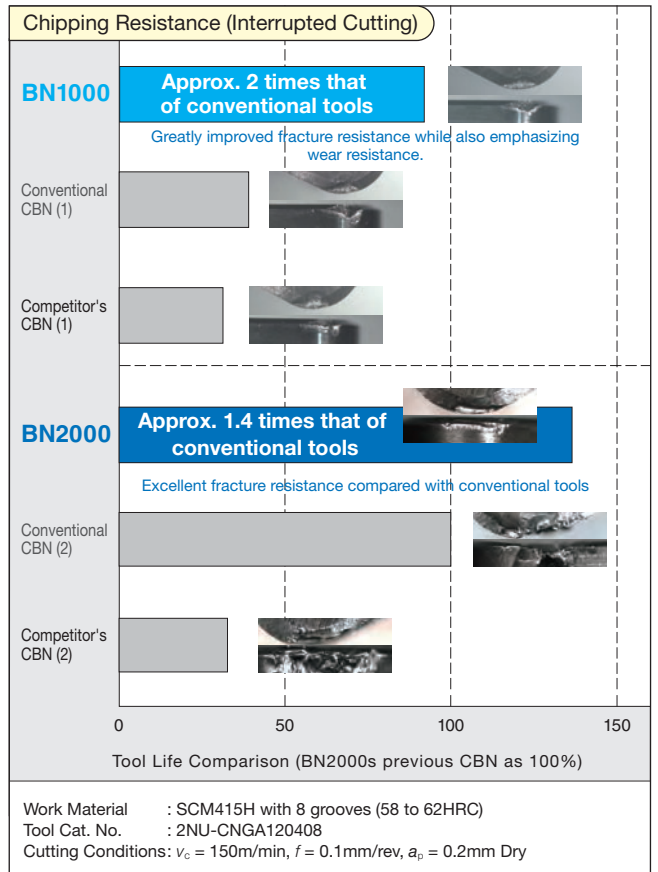 Chipping Resistance (Interrupted Cutting)
BN1000
Approx. 2 times that
of conventional tools
Greatly improved fracture resistance while also emphasizing
wear resistance.
Conventional
CBN (1)
Competitor's
CBN (1)
BN2000
Approx. 1.4 times that of
conventional tools
Excellent fracture resistance compared with conventional tools
Conventional
CBN (2)
Competitor's
CBN (2)
0 50 100 150
Tool Life Comparison (BN2000s previous CBN as 100%)
Work Material : SCM415H with 8 grooves (58 to 62HRC)
Tool Cat. No. : 2NU-CNGA120408
Cutting Conditions: vc = 150m/min, f = 0.1mm/rev, ap = 0.2mm Dry